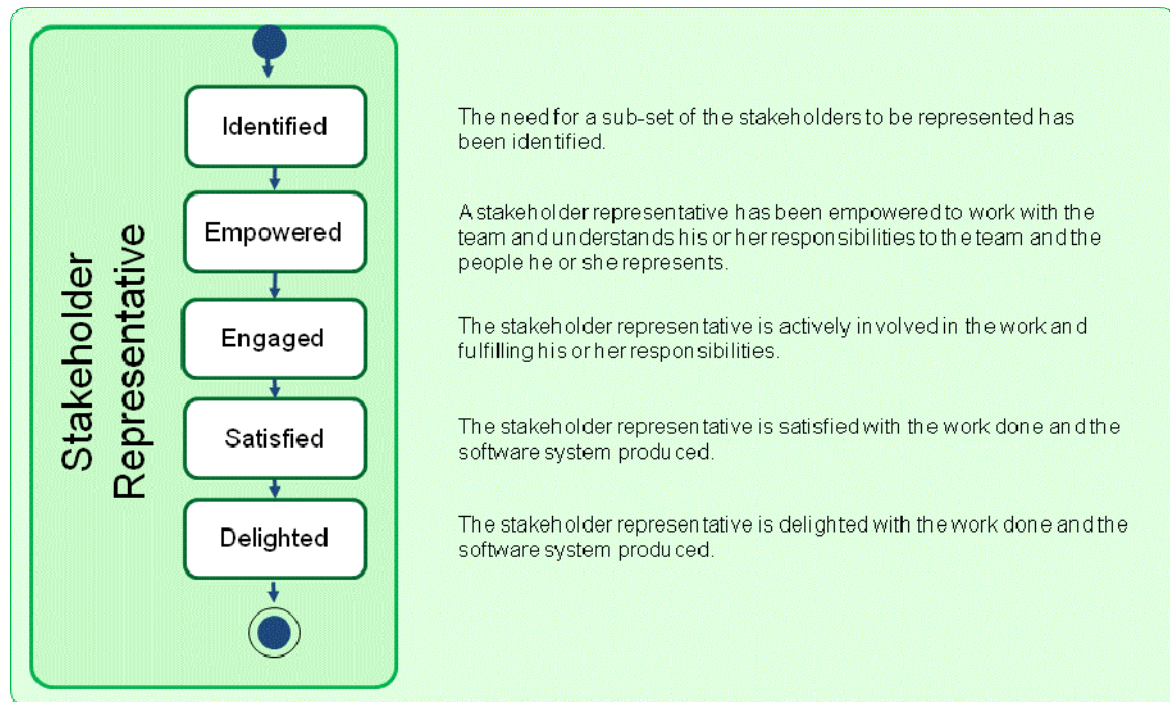 Stakeholder
Representative
Identified
The need for a sub-set of the stakeholders to be represented has
been identified.
Empowered
A stakeholder representative has been empowered to work with the
team and understands his or her responsibilities to the team and the
people he or she represents.
Engaged
The stakeholder representative is actively involved in the work and
fulfilling his or her responsibilities.
Satisfied
The stakeholder representative is satisfied with the work done and the
software system produced.
Delighted
The stakeholder representative is delighted with the work done and the
software system produced.